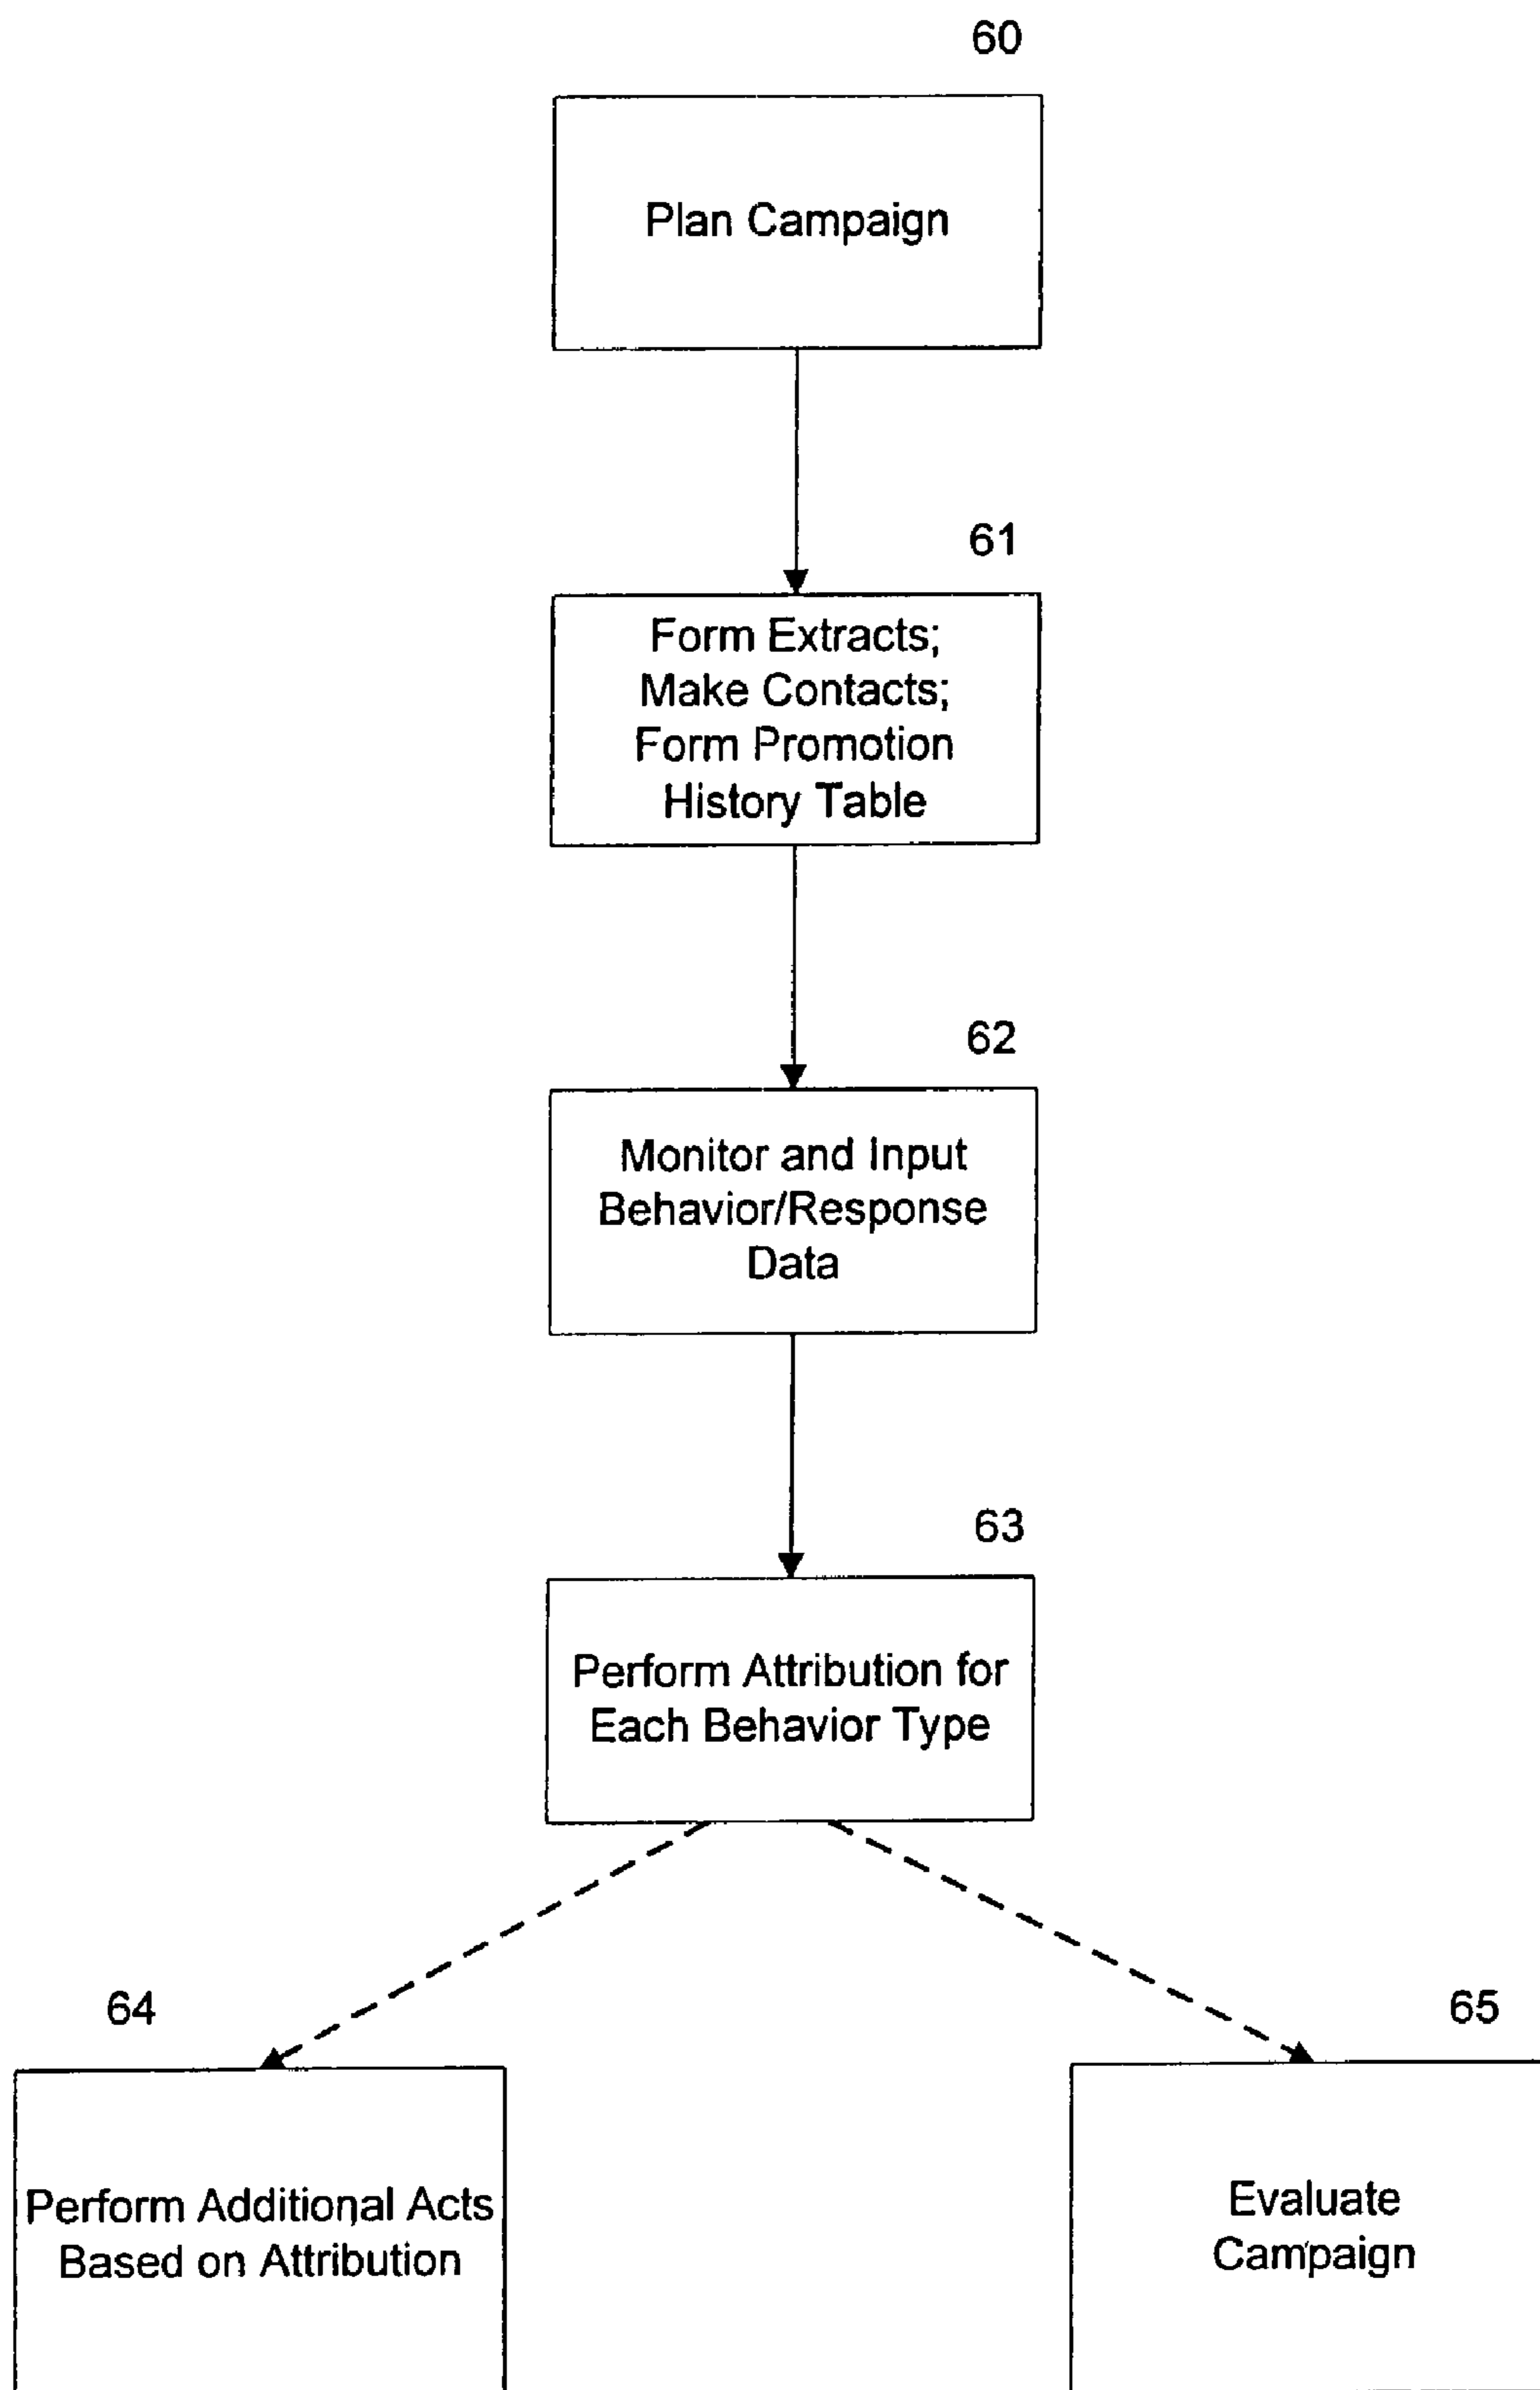 60
Plan Campaign
61
Form Extracts;
Make Contacts;
Form Promotion
History Table
62
Monitor and Input
Behavior/Response
Data
63
Perform Attribution for
Each Behavior Type
64
65
Perform Additional Acts
Based on Attribution
Evaluate
Campaign